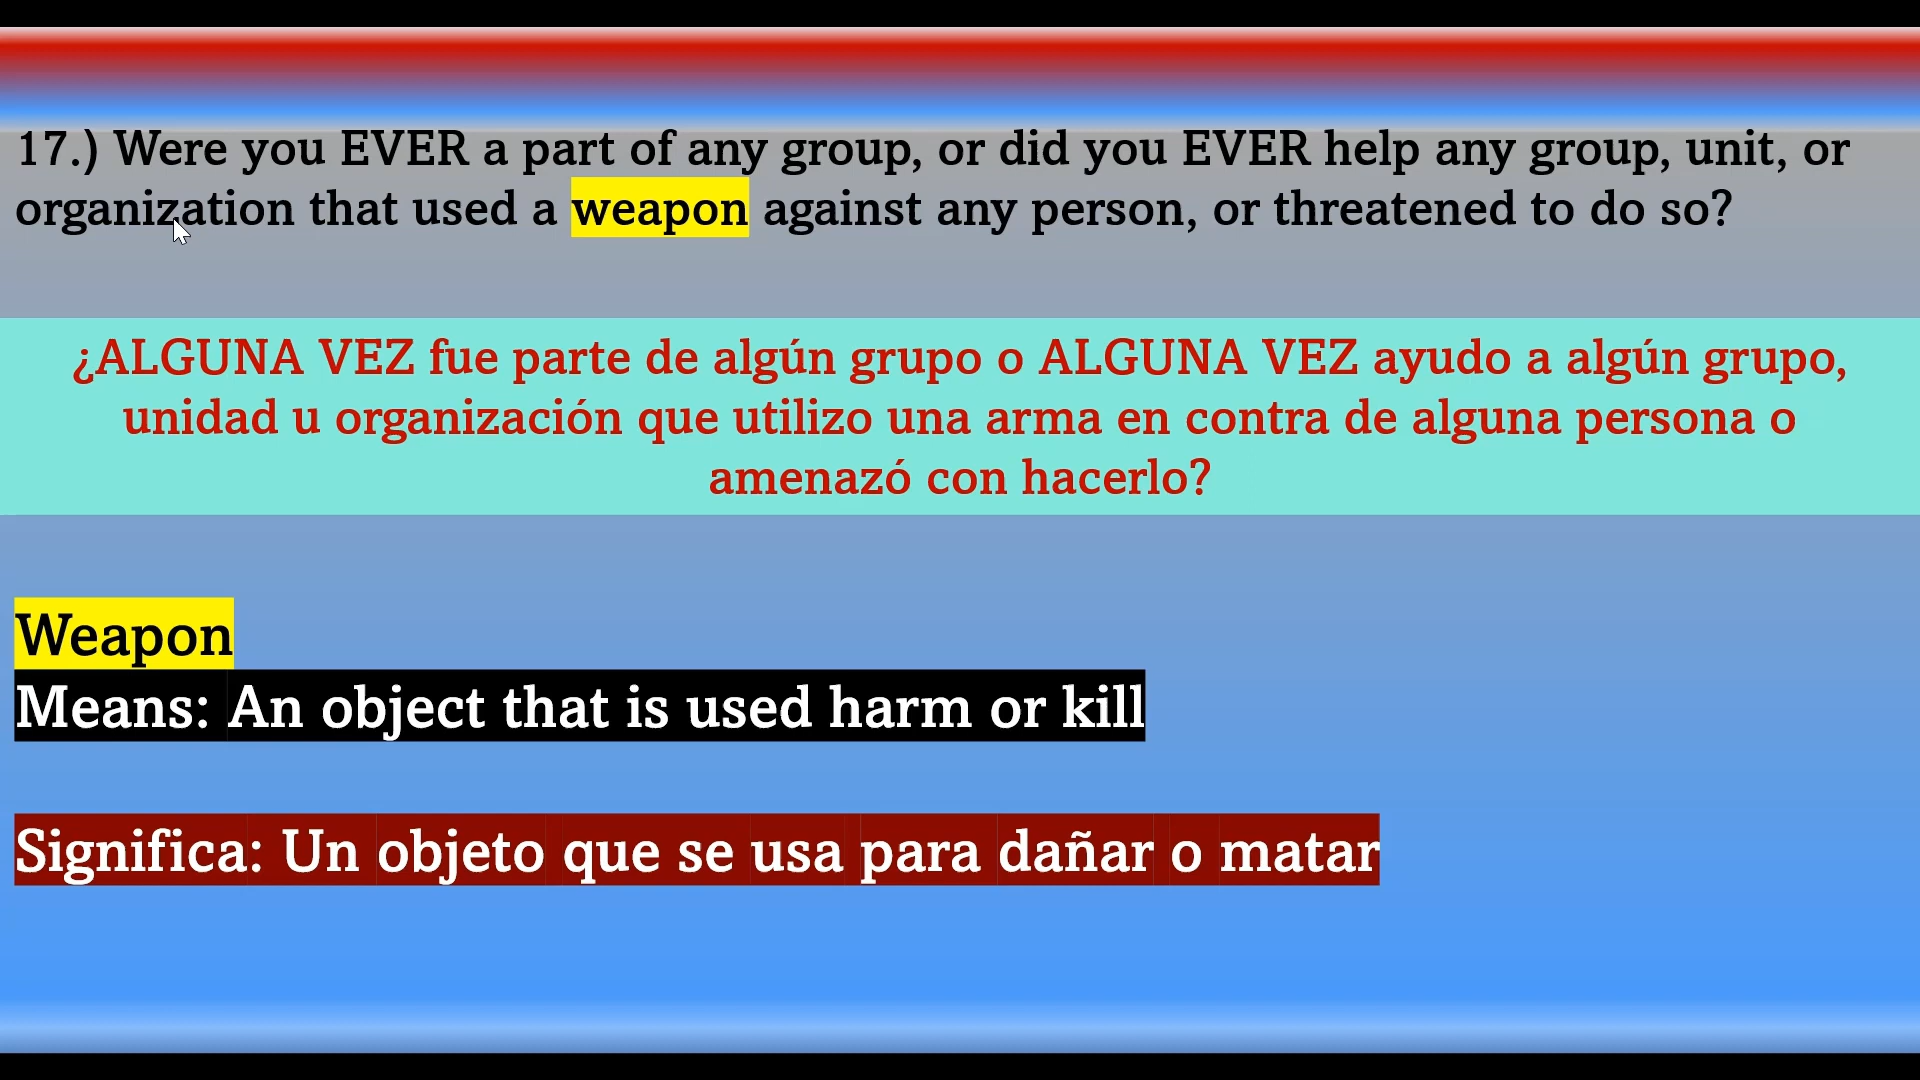 17.) Were you EVER a part of any group, or did you EVER help any group, unit, or
organization that used a weapon against any person, or threatened to do so?
¿ALGUNA VEZ fue parte de algún grupo o ALGUNA VEZ ayudo a algún grupo,
unidad u organización que utilizo una arma en contra de alguna persona o
amenazó con hacerlo?
Weapon
Means: An object that is used harm or kill
Significa: Un objeto que se usa para dañar o matar